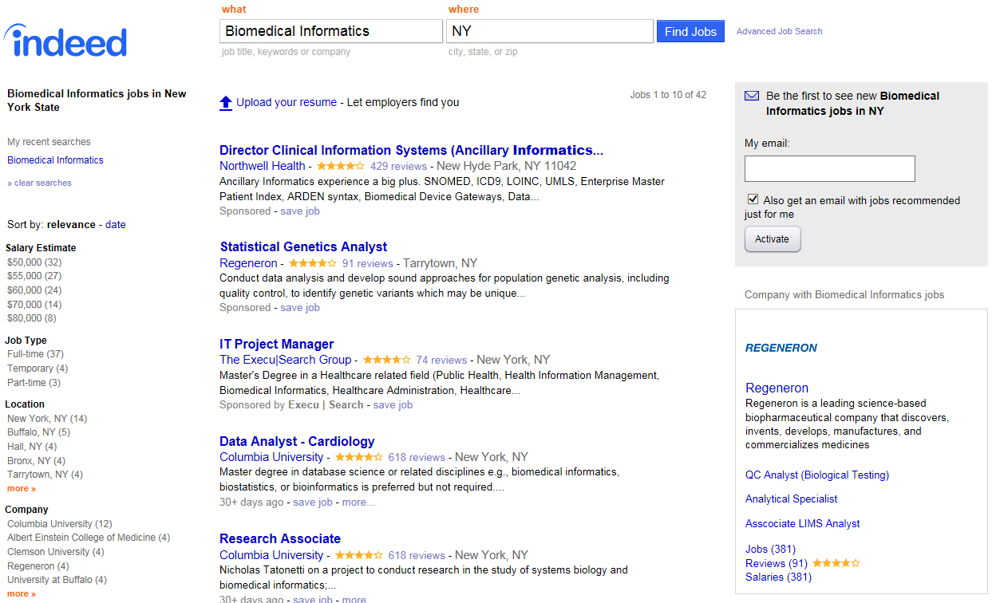 what
where
indeed
Biomedical Informatics
NY
Find Jobs
Advanced Job Search
job title, keywords or company
city, state, or zip
Biomedical Informatics jobs in New
York State
My recent searches
Biomedical Informatics
» clear searches
Sort by: relevance - date
Salary Estimate
$50,000 (32)
$55,000 (27)
$60,000 (24)
$70,000 (14)
$80,000 (8)
Job Type
Full-time (37)
Temporary (4)
Part-time (3)
Location
New York, NY (14)
Buffalo, NY (5)
Hall, NY (4)
Bronx, NY (4)
Tarrytown, NY (4)
more »
Company
Columbia University (12)
Albert Einstein College of Medicine (4)
Clemson University (4)
Regeneron (4)
University at Buffalo (4)
more »
Upload your resume - Let employers find you
Jobs 1 to 10 of 42
Director Clinical Information Systems (Ancillary Informatics...
Northwell Health - 429 reviews - New Hyde Park, NY 11042
Ancillary Informatics experience a big plus. SNOMED, ICD9, LOINC, UMLS, Enterprise Master
Patient Index, ARDEN syntax, Biomedical Device Gateways, Data...
Sponsored - save job
Statistical Genetics Analyst
Regeneron - 91 reviews - Tarrytown, NY
Conduct data analysis and develop sound approaches for population genetic analysis, including
quality control, to identify genetic variants which may be unique...
Sponsored - save job
IT Project Manager
The Execu|Search Group - 74 reviews - New York, NY
Master's Degree in a Healthcare related field (Public Health, Health Information Management,
Biomedical Informatics, Healthcare Administration, Healthcare...
Sponsored by Execu | Search - save job
Data Analyst - Cardiology
Columbia University - 618 reviews - New York, NY
Master degree in database science or related disciplines e.g., biomedical informatics,
biostatistics, or bioinformatics is preferred but not required....
30+ days ago - save job - more...
Research Associate
Columbia University - 618 reviews - New York, NY
Nicholas Tatonetti on a project to conduct research in the study of systems biology and
biomedical informatics;...
30+ days ago - save job - more
Be the first to see new Biomedical
Informatics jobs in NY
My email:
Also get an email with jobs recommended
just for me
Activate
Company with Biomedical Informatics jobs
REGENERON
Regeneron
Regeneron is a leading science-based
biopharmaceutical company that discovers,
invents, develops, manufactures, and
commercializes medicines
QC Analyst (Biological Testing)
Analytical Specialist
Asscociate LIMS Analyst
Jobs (381)
Reviews (91)
Salaries (381)